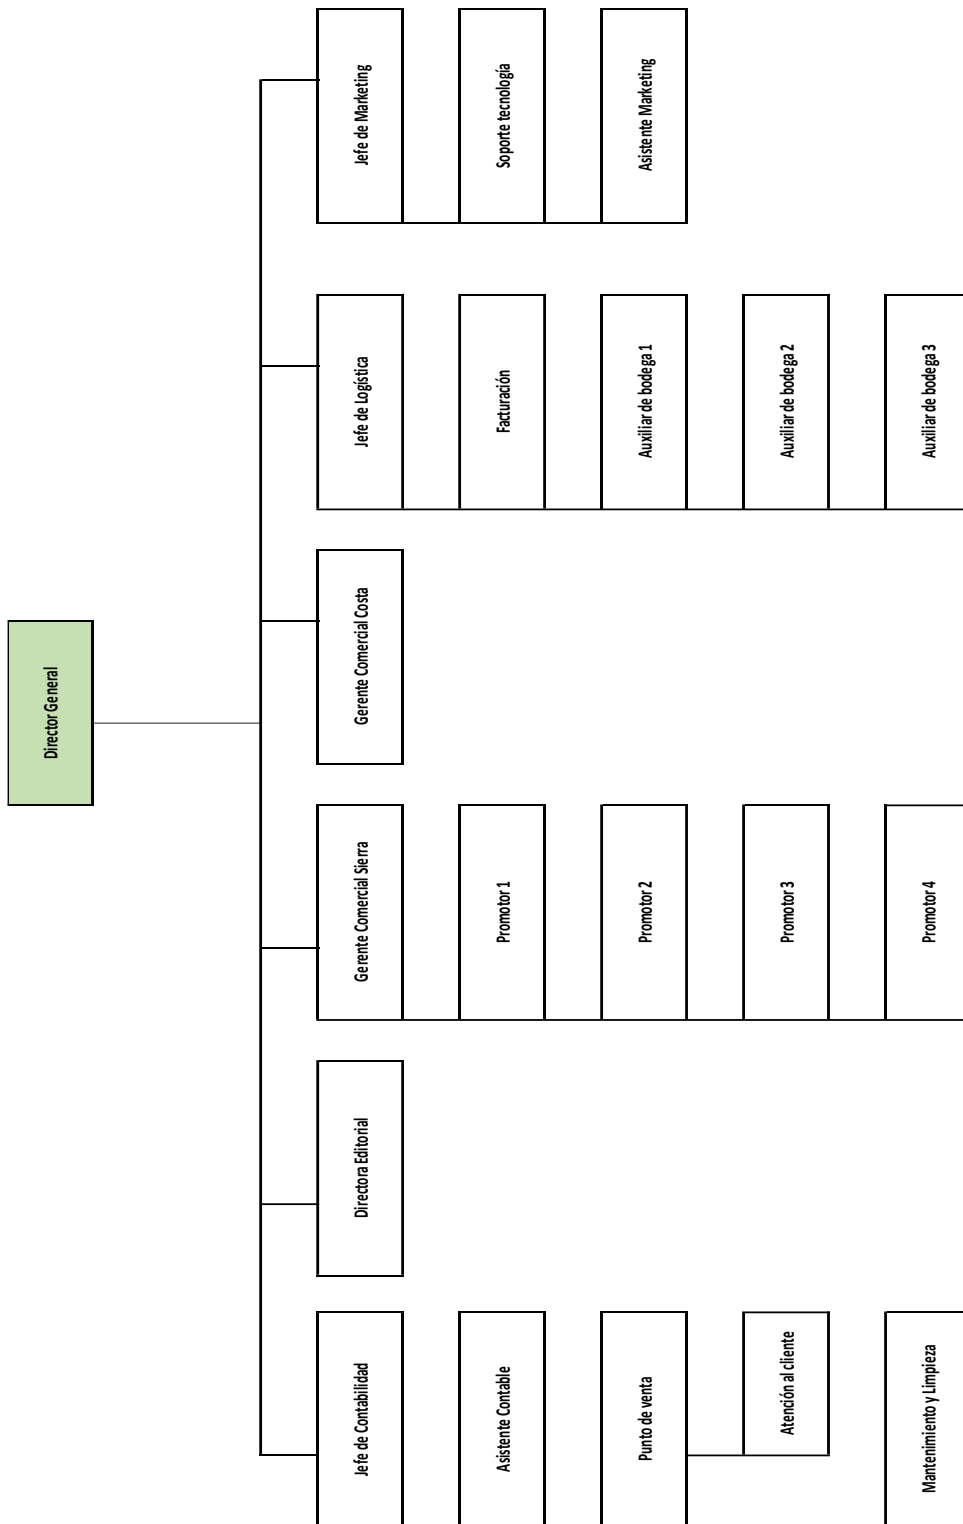 Director General
Jefe de Contabilidad
Directora Editorial
Gerente Comercial Sierra
Gerente Comercial Costa
Jefe de Logística
Jefe de Marketing
Asistente Contable
Promotor 1
Facturación
Soporte tecnología
Punto de venta
Promotor 2
Auxiliar de bodega 1
Asistente Marketing
Atención al cliente
Promotor 3
Auxiliar de bodega 2
Mantenimiento y Limpieza
Promotor 4
Auxiliar de bodega 3